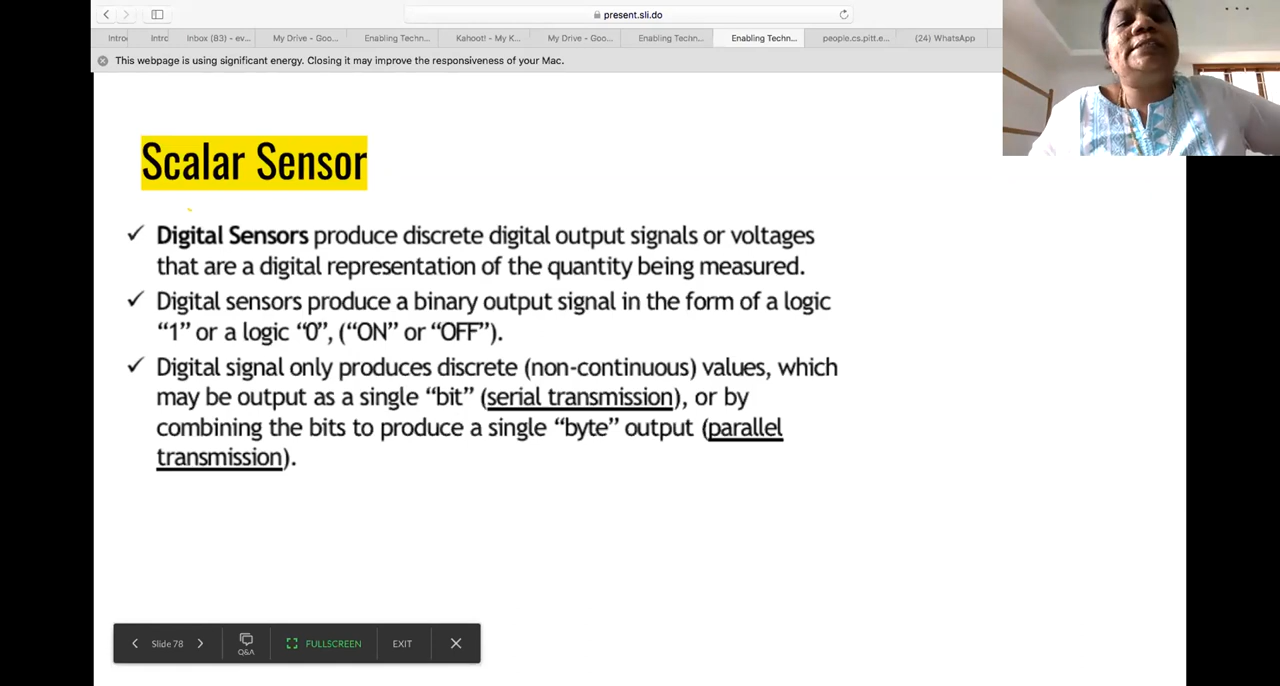 present.sli.do
Introd
Intro
Inbox (83) - ev...
My Drive - Goo...
Enabling Techn...
Kahoot! - My K...
My Drive - Goo...
Enabling Techn...
Enabling Techn...
people.cs.pitt.e...
(24) WhatsApp
This webpage is using significant energy. Closing it may improve the responsiveness of your Mac.
Scalar Sensor
✓ Digital Sensors produce discrete digital output signals or voltages
that are a digital representation of the quantity being measured.
✓ Digital sensors produce a binary output signal in the form of a logic
“1” or a logic “0”, (“ON” or “OFF”).
✓ Digital signal only produces discrete (non-continuous) values, which
may be output as a single “bit” (serial transmission), or by
combining the bits to produce a single “byte” output (parallel
transmission).
Slide 78
Q&A
FULLSCREEN
EXIT